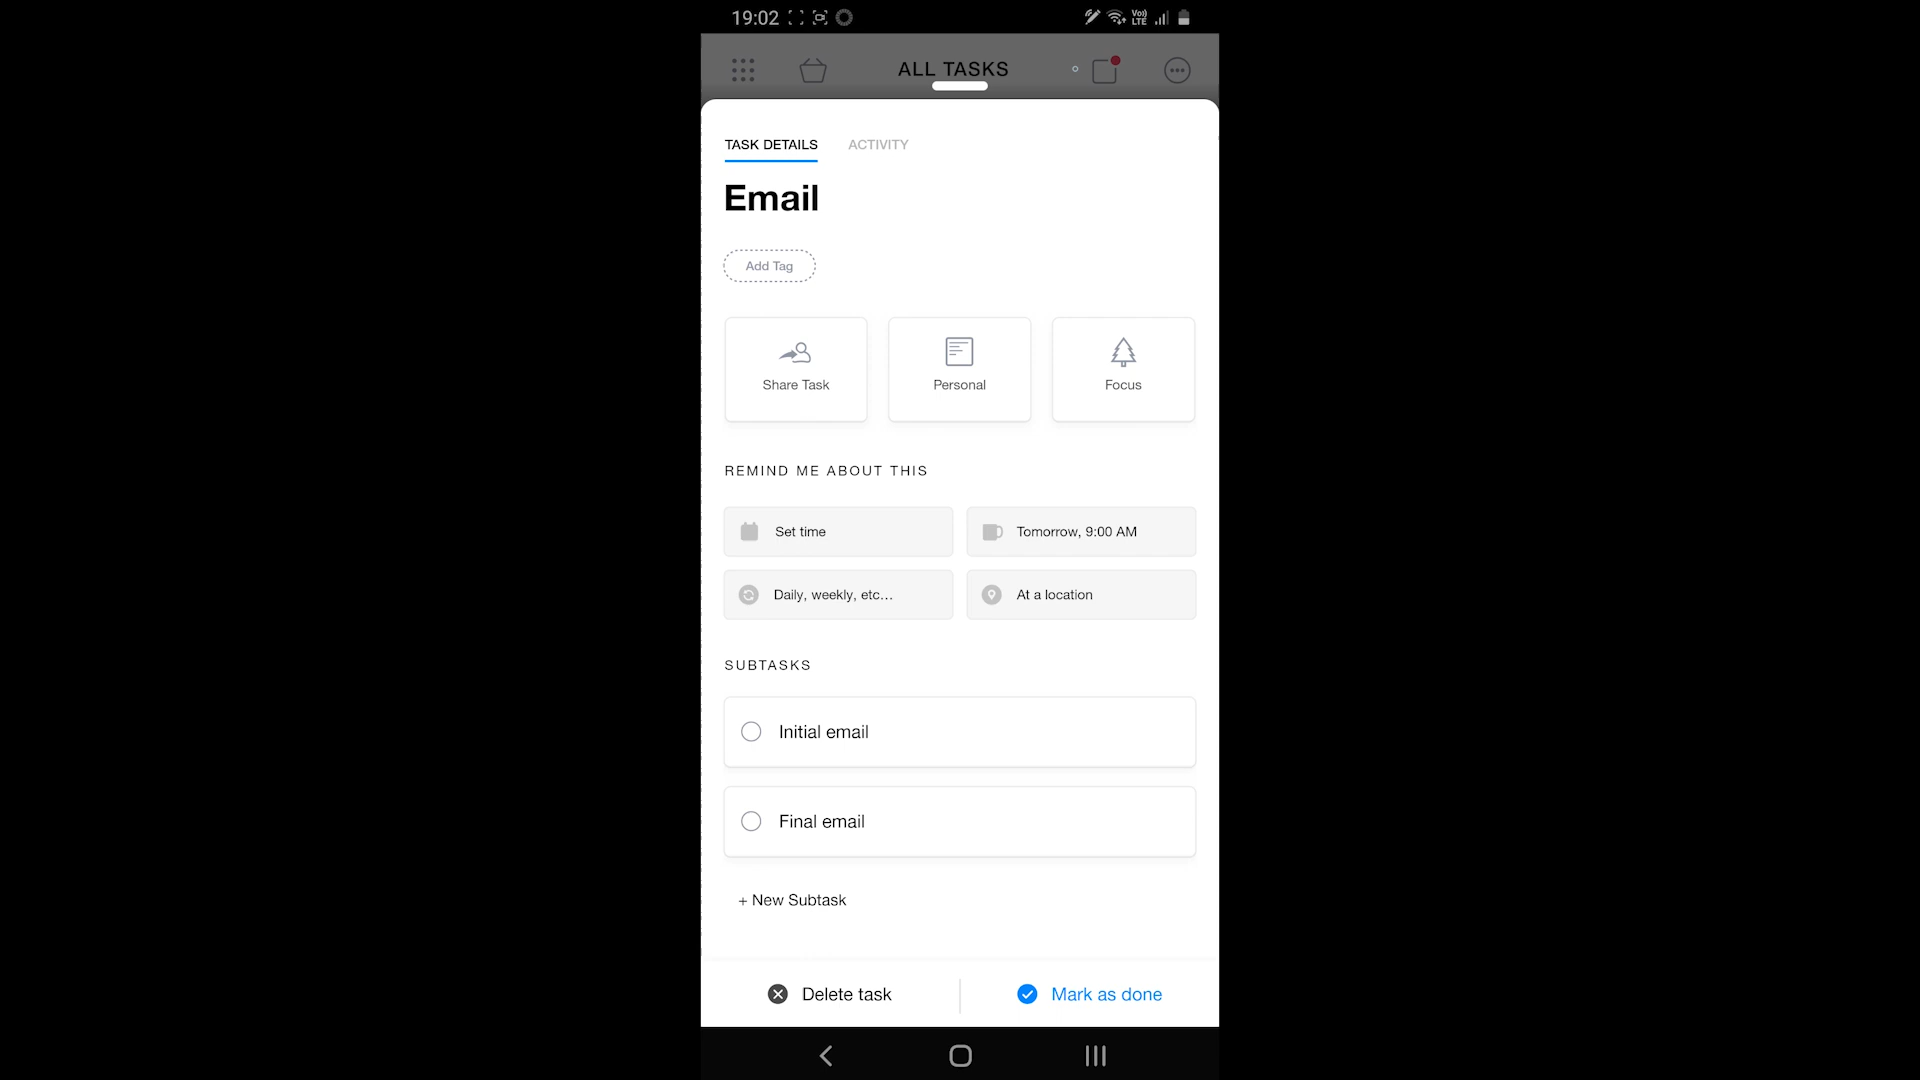 19:02
Vo)) LTE
ALL TASKS
TASK DETAILS ACTIVITY
Email
Add Tag
Share Task Personal Focus
REMIND ME ABOUT THIS
Set time Tomorrow, 9:00 AM
Daily, weekly, etc... At a location
SUBTASKS
Initial email
Final email
+ New Subtask
Delete task Mark as done